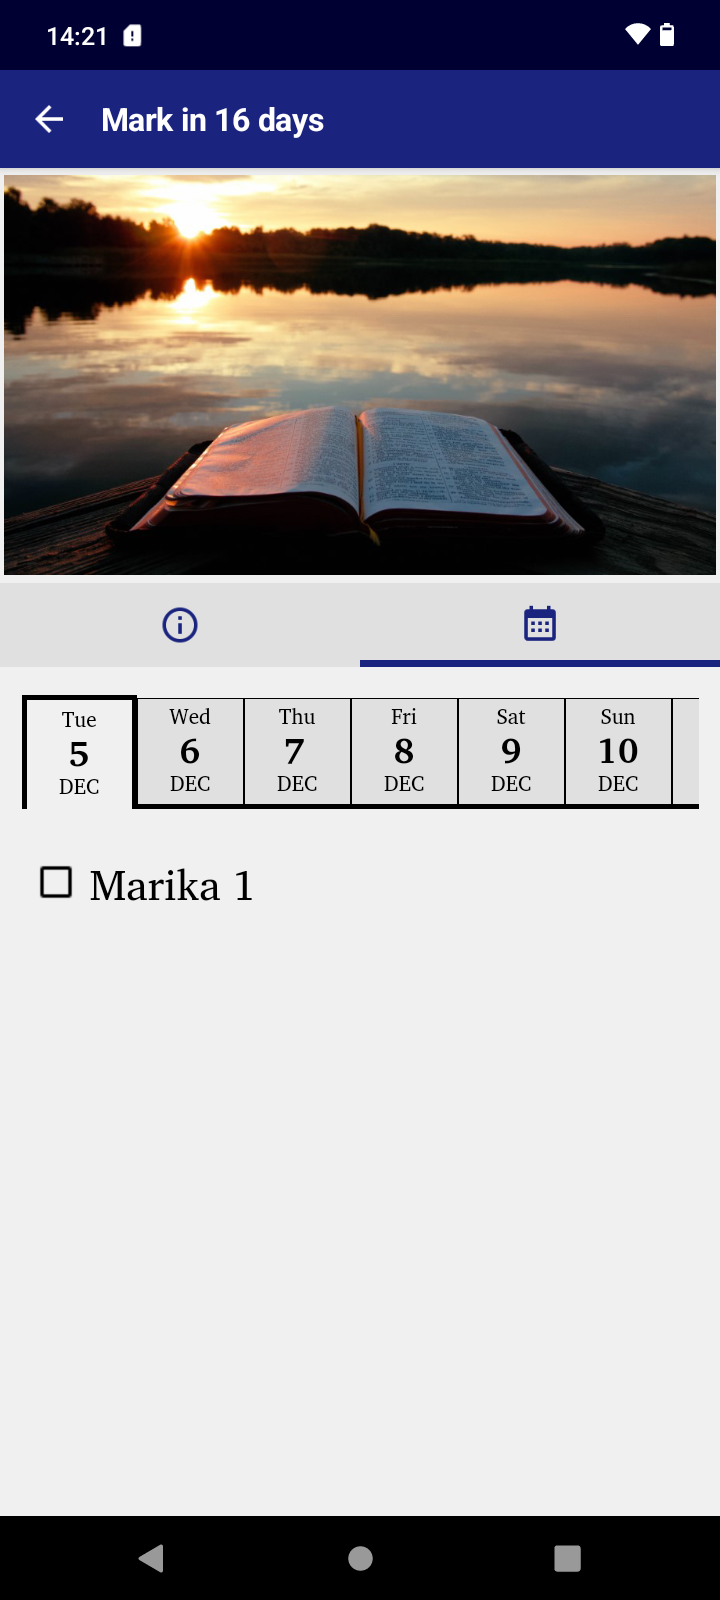 14:21
Mark in 16 days
Tue Wed Thu Fri Sat Sun
5 6 7 8 9 10
DEC DEC DEC DEC DEC DEC
Marika 1